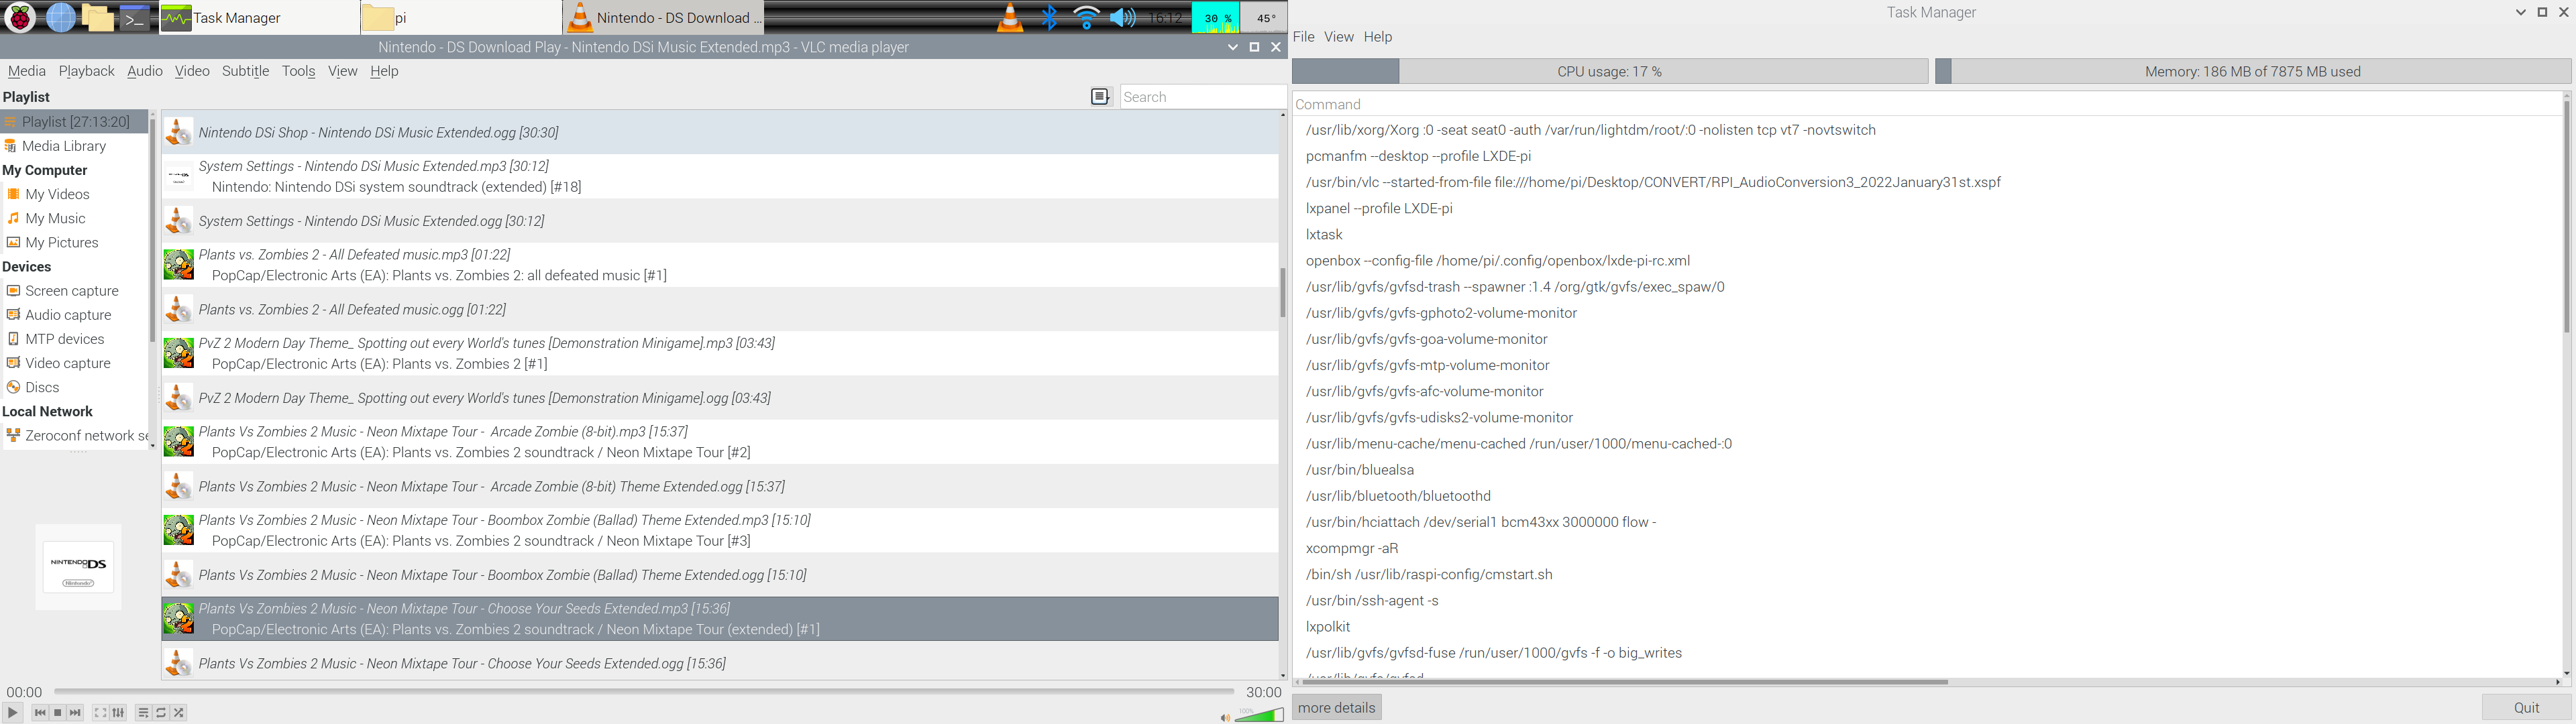 Task Manager
pi
Nintendo - DS Download ...
16:12
30 %
45°
Nintendo - DS Download Play - Nintendo DSi Music Extended.mp3 - VLC media player
Media Playback Audio Video Subtitle Tools View Help
Playlist
Search
Playlist [27:13:20]
Media Library
My Computer
My Videos
My Music
My Pictures
Devices
Screen capture
Audio capture
MTP devices
Video capture
Discs
Local Network
Zeroconf network se
NINTENDO DS
Nintendo
Nintendo DSi Shop - Nintendo DSi Music Extended.ogg [30:30]
System Settings - Nintendo DSi Music Extended.mp3 [30:12]
Nintendo: Nintendo DSi system soundtrack (extended) [#18]
System Settings - Nintendo DSi Music Extended.ogg [30:12]
Plants vs. Zombies 2 - All Defeated music.mp3 [01:22]
PopCap/Electronic Arts (EA): Plants vs. Zombies 2: all defeated music [#1]
Plants vs. Zombies 2 - All Defeated music.ogg [01:22]
PvZ 2 Modern Day Theme_ Spotting out every World's tunes [Demonstration Minigame].mp3 [03:43]
PopCap/Electronic Arts (EA): Plants vs. Zombies 2 [#1]
PvZ 2 Modern Day Theme_ Spotting out every World's tunes [Demonstration Minigame].ogg [03:43]
Plants Vs Zombies 2 Music - Neon Mixtape Tour -  Arcade Zombie (8-bit).mp3 [15:37]
PopCap/Electronic Arts (EA): Plants vs. Zombies 2 soundtrack / Neon Mixtape Tour [#2]
Plants Vs Zombies 2 Music - Neon Mixtape Tour -  Arcade Zombie (8-bit) Theme Extended.ogg [15:37]
Plants Vs Zombies 2 Music - Neon Mixtape Tour - Boombox Zombie (Ballad) Theme Extended.mp3 [15:10]
PopCap/Electronic Arts (EA): Plants vs. Zombies 2 soundtrack / Neon Mixtape Tour [#3]
Plants Vs Zombies 2 Music - Neon Mixtape Tour - Boombox Zombie (Ballad) Theme Extended.ogg [15:10]
Plants Vs Zombies 2 Music - Neon Mixtape Tour - Choose Your Seeds Extended.mp3 [15:36]
PopCap/Electronic Arts (EA): Plants vs. Zombies 2 soundtrack / Neon Mixtape Tour (extended) [#1]
Plants Vs Zombies 2 Music - Neon Mixtape Tour - Choose Your Seeds Extended.ogg [15:36]
00:00
30:00
100%
Task Manager
File View Help
CPU usage: 17 %
Memory: 186 MB of 7875 MB used
Command
/usr/lib/xorg/Xorg :0 -seat seat0 -auth /var/run/lightdm/root/:0 -nolisten tcp vt7 -novtswitch
pcmanfm --desktop --profile LXDE-pi
/usr/bin/vlc --started-from-file file:///home/pi/Desktop/CONVERT/RPI_AudioConversion3_2022January31st.xspf
lxpanel --profile LXDE-pi
lxtask
openbox --config-file /home/pi/.config/openbox/lxde-pi-rc.xml
/usr/lib/gvfs/gvfsd-trash --spawner :1.4 /org/gtk/gvfs/exec_spaw/0
/usr/lib/gvfs/gvfs-gphoto2-volume-monitor
/usr/lib/gvfs/gvfs-goa-volume-monitor
/usr/lib/gvfs/gvfs-mtp-volume-monitor
/usr/lib/gvfs/gvfs-afc-volume-monitor
/usr/lib/gvfs/gvfs-udisks2-volume-monitor
/usr/lib/menu-cache/menu-cached /run/user/1000/menu-cached-:0
/usr/bin/bluealsa
/usr/lib/bluetooth/bluetoothd
/usr/bin/hciattach /dev/serial1 bcm43xx 3000000 flow -
xcompmgr -aR
/bin/sh /usr/lib/raspi-config/cmstart.sh
/usr/bin/ssh-agent -s
lxpolkit
/usr/lib/gvfs/gvfsd-fuse /run/user/1000/gvfs -f -o big_writes
/usr/lib/gvfs/gvfsd
more details
Quit